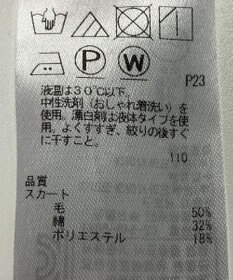 P W
P23
液温は30℃以下、
中性洗剤（おしゃれ着洗い）を
使用。漂白剤は液体タイプを使
用。よくすすぎ、絞りの後すぐ
に干すこと。
110
品質
スカート
毛 50%
綿 32%
ポリエステル 18%